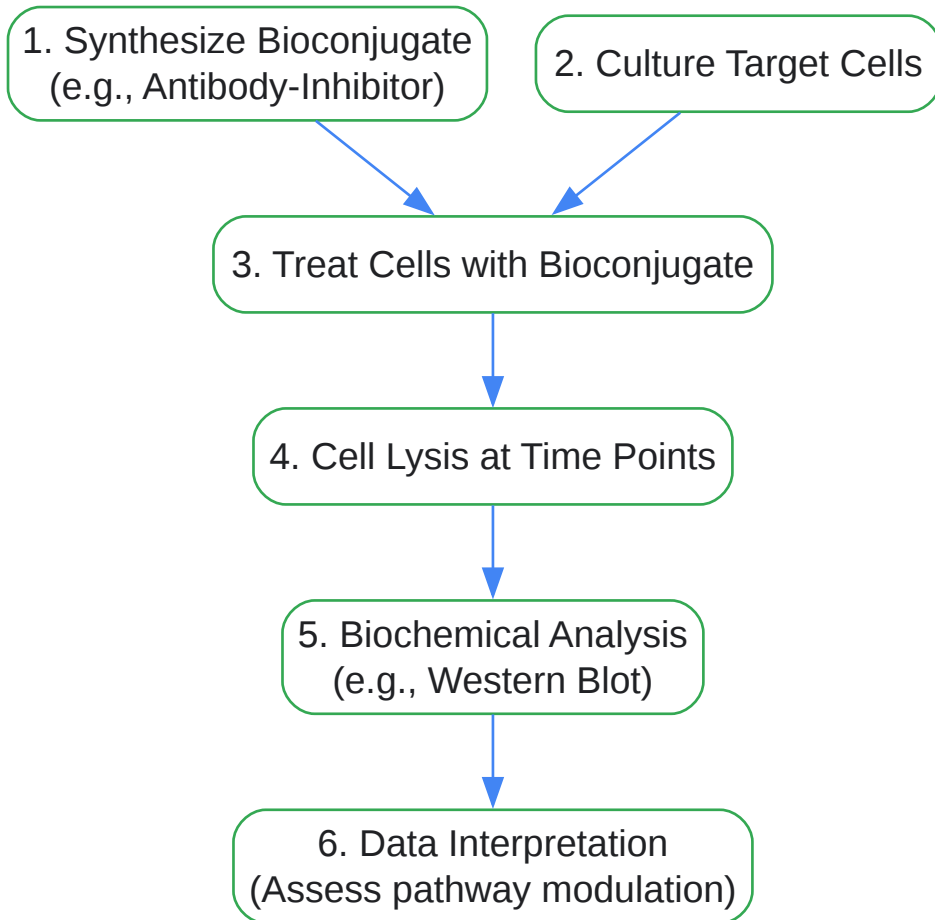 1. Synthesize Bioconjugate
(e.g., Antibody-Inhibitor)
2. Culture Target Cells
3. Treat Cells with Bioconjugate
4. Cell Lysis at Time Points
5. Biochemical Analysis
(e.g., Western Blot)
6. Data Interpretation
(Assess pathway modulation)